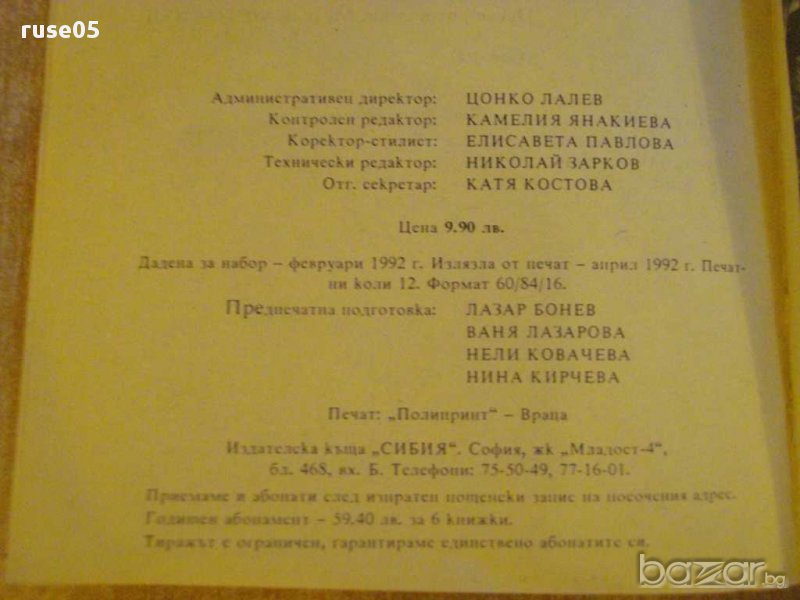 ruse05
Административен директор: ЦОНКО ЛАЛЕВ
Контролен редактор: КАМЕЛИЯ ЯНАКИЕВА
Коректор-стилист: ЕЛИСАВЕТА ПАВЛОВА
Технически редактор: НИКОЛАЙ ЗАРКОВ
Отг. секретар: КАТЯ КОСТОВА
Цена 9.90 лв.
Дадена за набор – февруари 1992 г. Излязла от печат – април 1992 г. Печат-
ни коли 12. Формат 60/84/16.
Предпечатна подготовка: ЛАЗАР БОНЕВ
ВАНЯ ЛАЗАРОВА
НЕЛИ КОВАЧЕВА
НИНА КИРЧЕВА
Печат: „Полипринт“ – Враца
Издателска къща „СИБИЯ“. София, жк „Младост-4“,
бл. 468, вх. Б. Телефони: 75-50-49, 77-16-01.
Приемаме и абонати след изпратен пощенски запис на посочения адрес.
Годишен абонамент – 59.40 лв. за 6 книжки.
Тиражът е ограничен, гарантираме единствено абонатите си.
bazar.bg